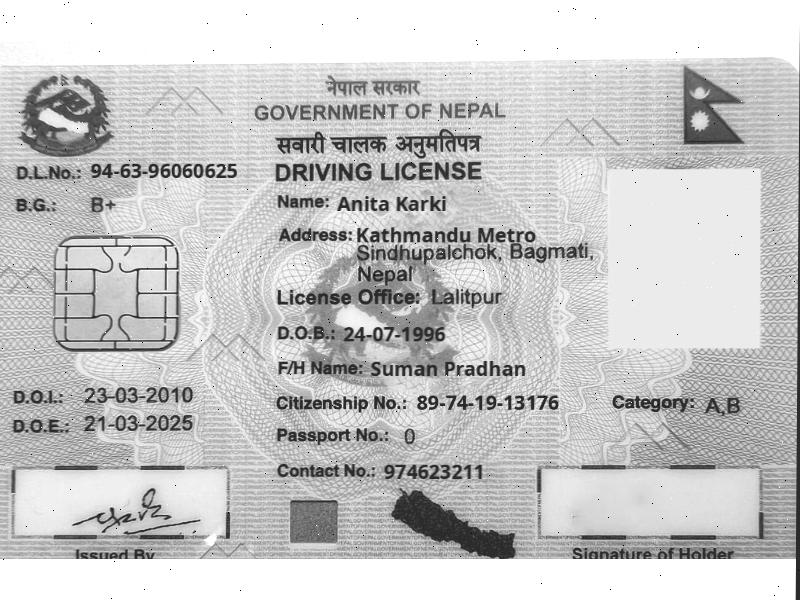 नेपाल सरकार
GOVERNMENT OF NEPAL
सवारी चालक अनुमतिपत्र
DRIVING LICENSE
D.L.No.: 94-63-96060625
B.G.: B+
Name: Anita Karki
Address: Kathmandu Metro
Sindhupalchok, Bagmati,
Nepal
License Office: Lalitpur
D.O.B.: 24-07-1996
F/H Name: Suman Pradhan
D.O.I.: 23-03-2010
Citizenship No.: 89-74-19-13176
Category: A,B
D.O.E.: 21-03-2025
Passport No.: 0
Contact No.: 974623211
Issued By
Signature of Holder